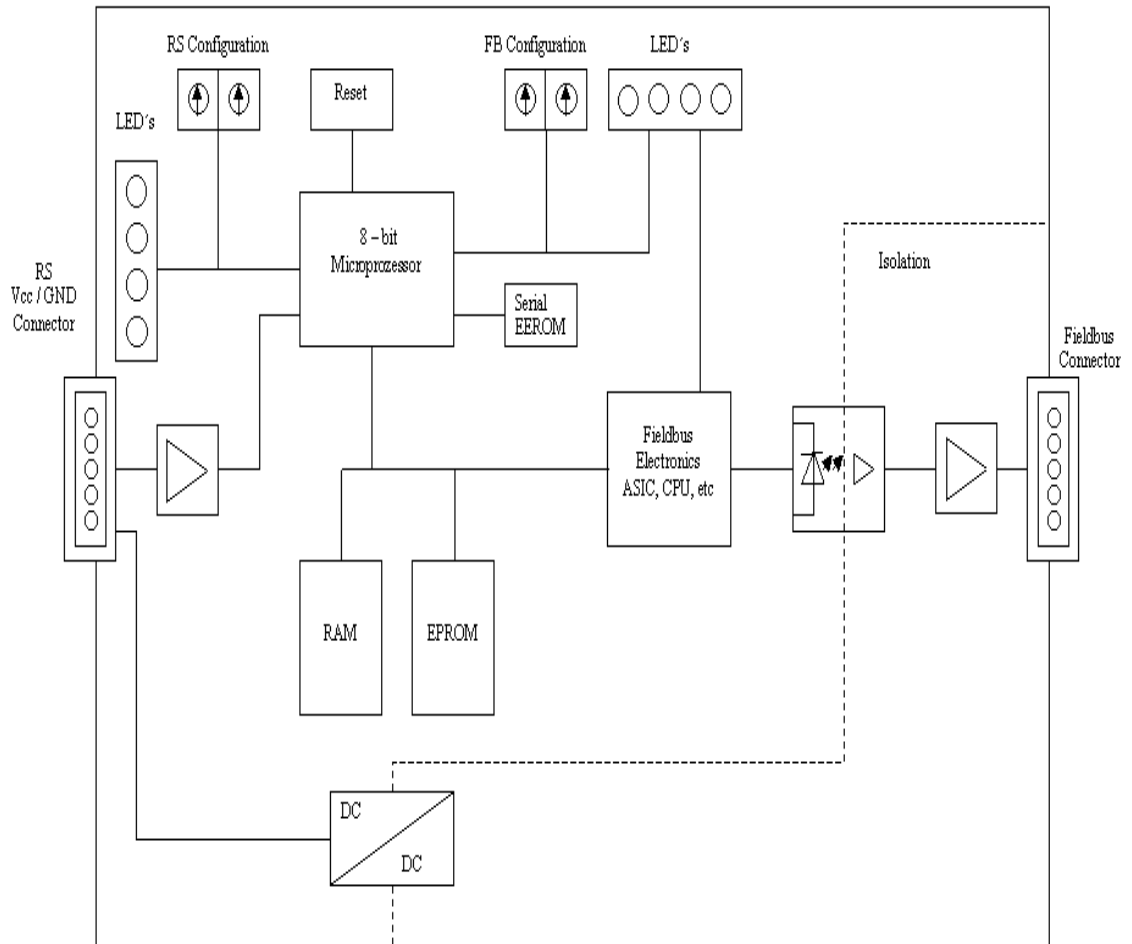 RS Configuration
FB Configuration
LED´s
Reset
LED´s
8 – bit
Microprozessor
Isolation
RS
Vcc / GND
Connector
Serial
EEROM
Fieldbus
Connector
Fieldbus
Electronics
ASIC, CPU, etc
RAM
EPROM
DC
DC